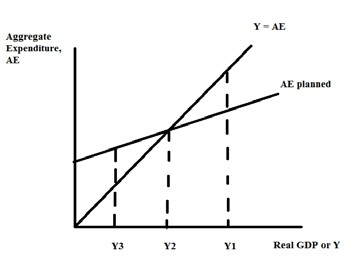 Aggregate
Expenditure,
AE
Y = AE
AE planned
Y3
Y2
Y1
Real GDP or Y